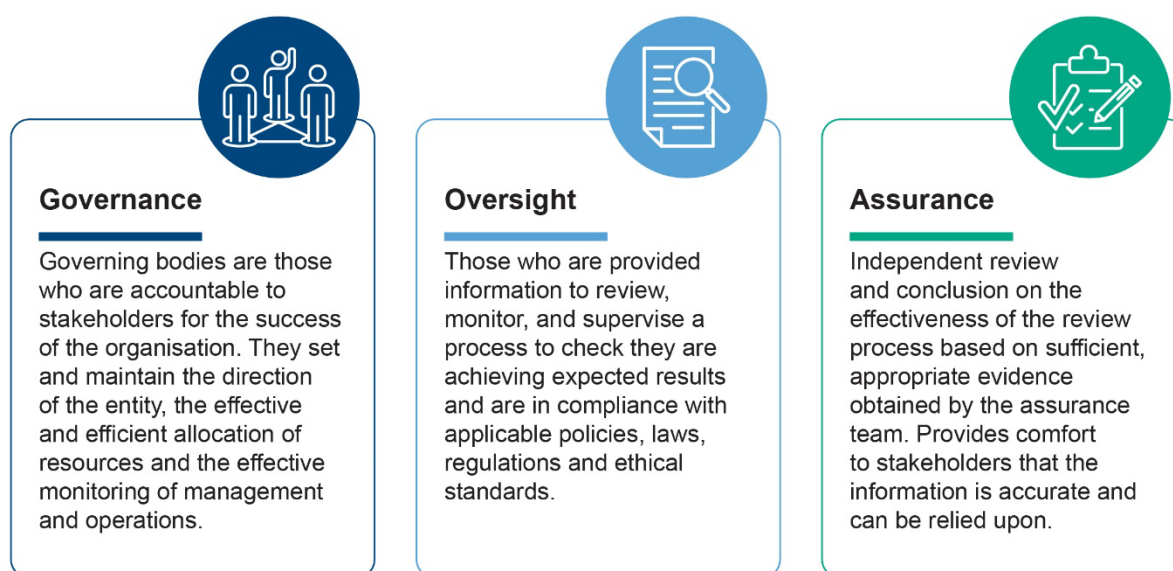 Governance
Governing bodies are those
who are accountable to
stakeholders for the success
of the organisation. They set
and maintain the direction
of the entity, the effective
and efficient allocation of
resources and the effective
monitoring of management
and operations.
Oversight
Those who are provided
information to review,
monitor, and supervise a
process to check they are
achieving expected results
and are in compliance with
applicable policies, laws,
regulations and ethical
standards.
Assurance
Independent review
and conclusion on the
effectiveness of the review
process based on sufficient,
appropriate evidence
obtained by the assurance
team. Provides comfort
to stakeholders that the
information is accurate and
can be relied upon.